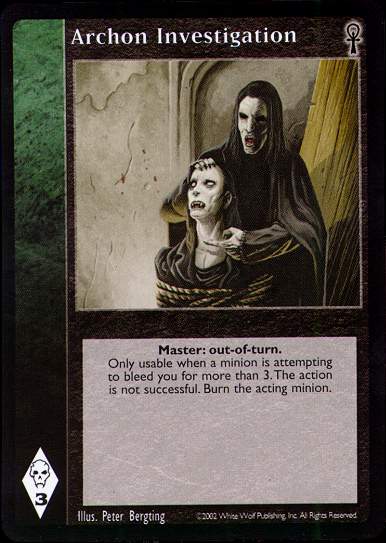 Archon Investigation
Master: out-of-turn.
Only usable when a minion is attempting
to bleed you for more than 3. The action
is not successful. Burn the acting minion.
3
Illus. Peter Bergting
©2002 White Wolf Publishing, Inc. All Rights Reserved.